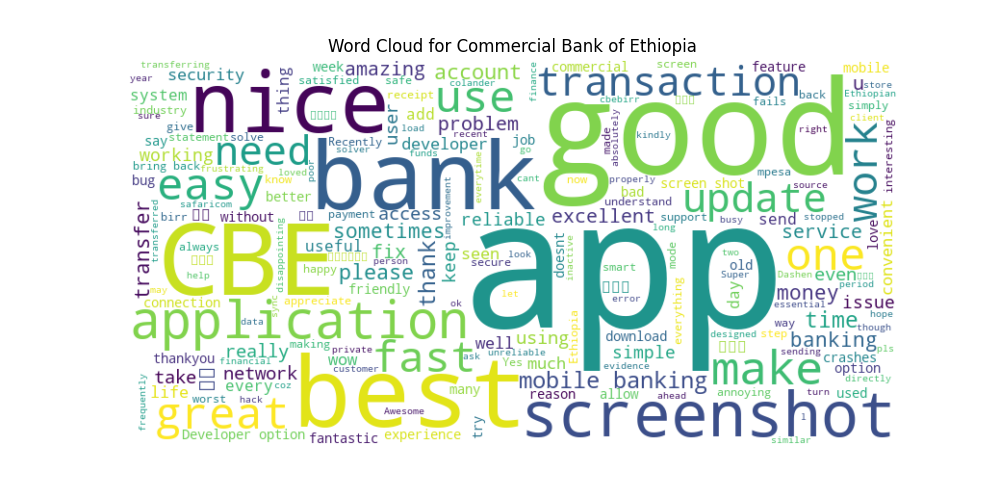 Word Cloud for Commercial Bank of Ethiopia
transferring
year
sure
security
system
industry
give
say
statement
solve
working
bring back
frustrating
bug
know
nice
thing
week
amazing
satisfied
safe
colander
receipt
account
use
add
user
load
problem
recent
Recently
solver
funds
go
developer
job
finance
commercial
transaction
screen
feature
mobile
cbebirr
fails
back
u
store
Ethiopian
simply
client
good
made
absolutely
kindly
right
mpesa
work
interesting
need
poor
bank
easy
loved
better
everytime
cant
now
properly
understand
screen shot
bad
update
source
safaricom
birr
without
payment
access
improvement
reliable
excellent
support
busy
send
stopped
service
love
convenient
transfer
transferred
CBE
sometimes
useful
fix
disappointing
always
help
may
happy
person
please
friendly
thank
keep
seen
secure
look
app
doesnt
inactive
smart
error
long
mode
everything
two
Super
old
day
Dashen
one
even
period
money
essential
issue
connection
sync
appreciate
data
ok
let
application
making
private
fast
well
using
Ethiopia
download
designed
step
way
time
hope
though
banking
pls
thankyou
really
financial
wow
customer
ask
unreliable
Yes
much
simple
evidence
sending
crashes
option
directly
take
network
life
every
coz
worst
hack
best
many
mobile banking
reason
allow
ahead
make
annoying
turn
used
frequently
great
Awesome
Developer option
fantastic
experience
try
screenshot
1
similar